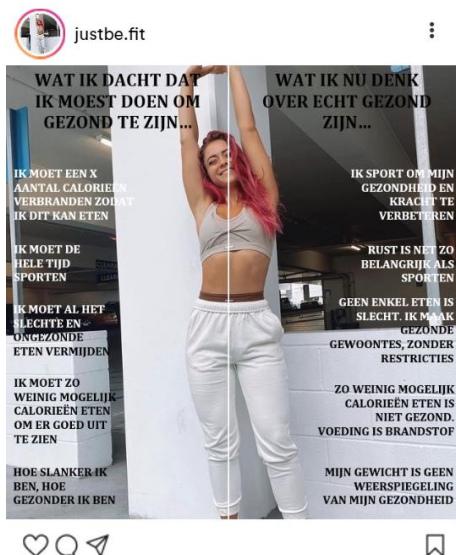 justbe.fit
WAT IK DACHT DAT
IK MOEST DOEN OM
GEZOND TE ZIJN...
IK MOET EEN X
AANTAL CALORIEËN
VERBRANDEN ZODAT
IK DIT KAN ETEN
IK MOET DE
HELE TIJD
SPORTEN
IK MOET AL HET
SLECHTE EN
ONGEZONDE
ETEN VERMIJDEN
IK MOET ZO
WEINIG MOGELIJK
CALORIEËN ETEN
OM ER GOED UIT
TE ZIEN
HOE SLANKER IK
BEN, HOE
GEZONDER IK BEN
WAT IK NU DENK
OVER ECHT GEZOND
ZIJN...
IK SPORT OM MIJN
GEZONDHEID EN
KRACHT TE
VERBETEREN
RUST IS NET ZO
BELANGRIJK ALS
SPORTEN
GEEN ENKEL ETEN IS
SLECHT. IK MAAK
GEZONDE
GEWOONTES, ZONDER
RESTRICTIES
ZO WEINIG MOGELIJK
CALORIEËN ETEN IS
NIET GEZOND.
VOEDING IS BRANDSTOF
MIJN GEWICHT IS GEEN
WEERSPIEGELING
VAN MIJN GEZONDHEID